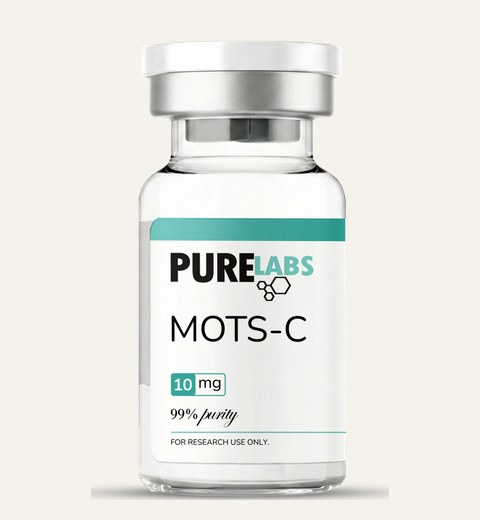 PURELABS
MOTS-C
10 mg
99% purity
FOR RESEARCH USE ONLY.